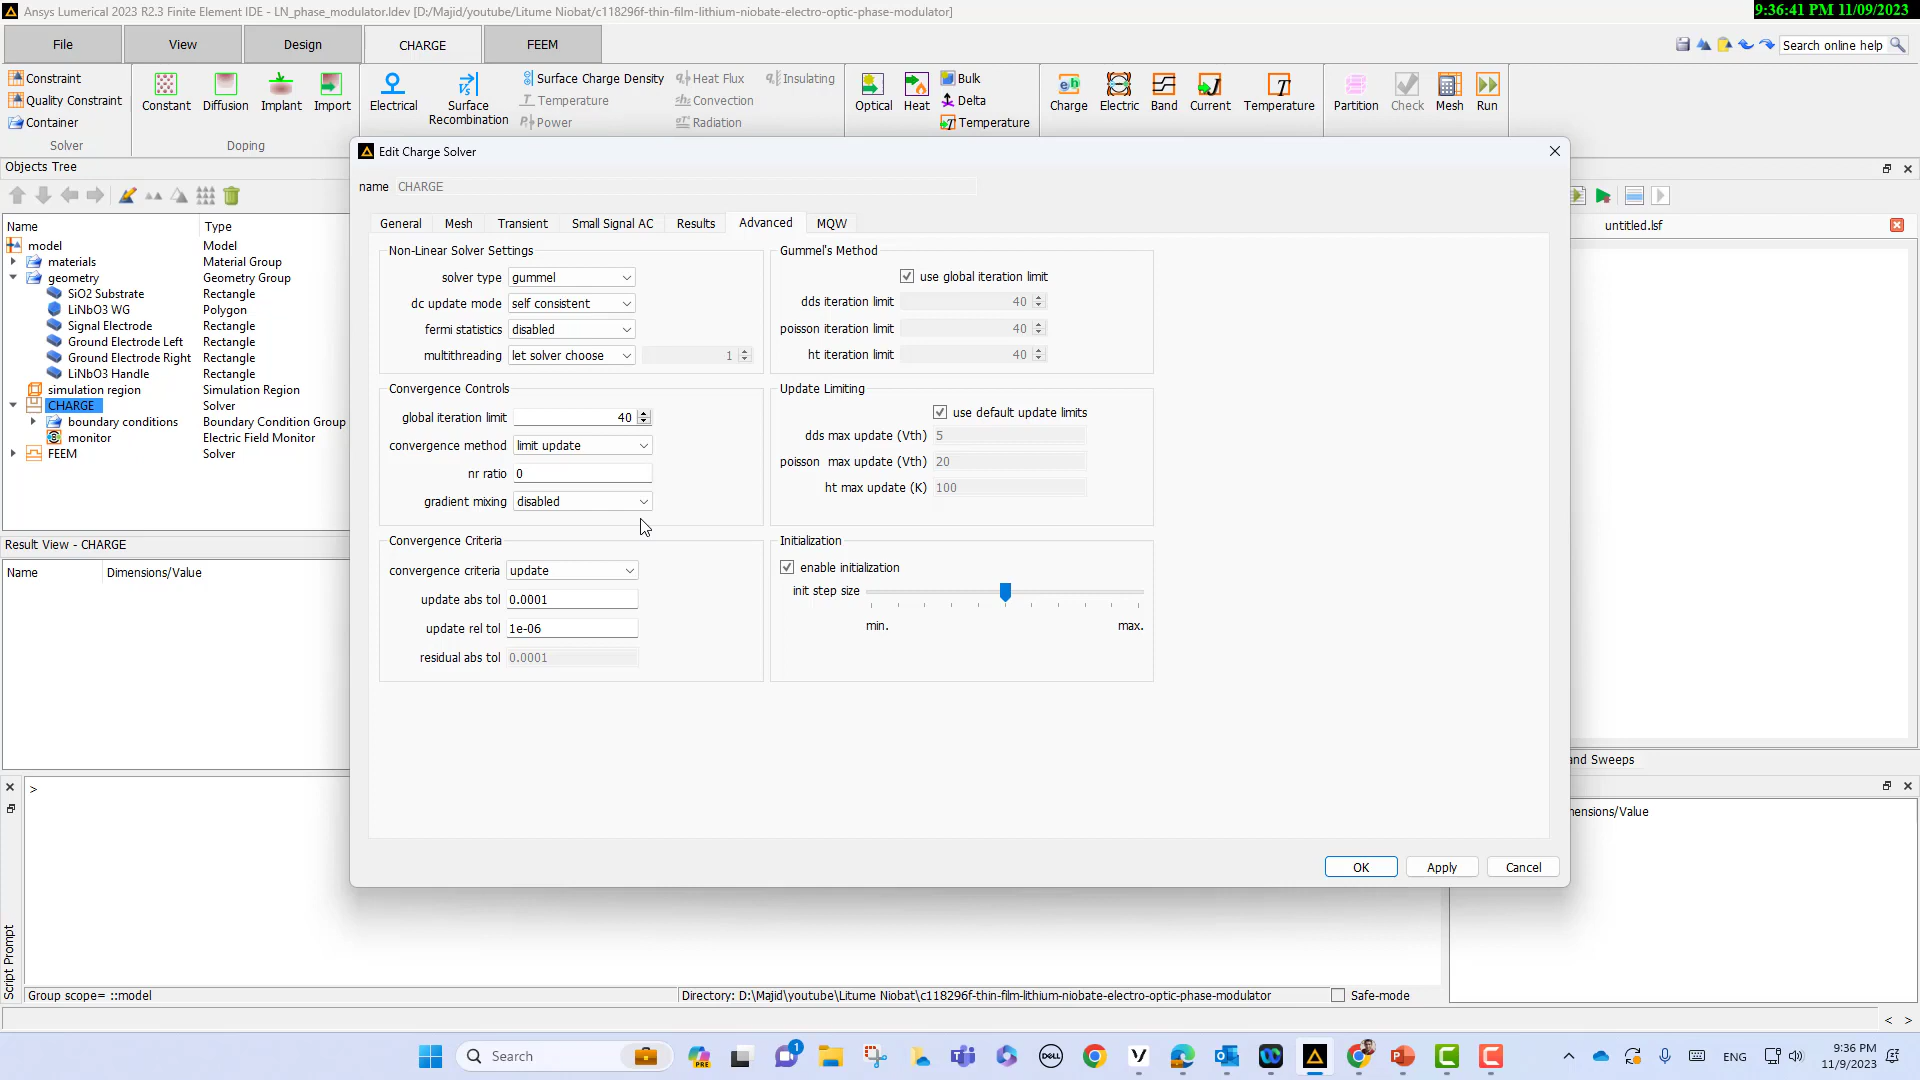 Ansys Lumerical 2023 R2.3 Finite Element IDE - LN_phase_modulator.ldev [D:/Majid/youtube/Litume Niobat/c118296f-thin-film-lithium-niobate-electro-optic-phase-modulator]
9:36:41 PM 11/09/2023
File View Design CHARGE FEEM
Search online help
Constraint
Quality Constraint
Container
Solver
Constant Diffusion Implant Import
Doping
Electrical
Surface Recombination
Surface Charge Density
Temperature
Power
Heat Flux
Convection
Radiation
Insulating
Optical Heat
Bulk
Delta
Temperature
Charge Electric Band Current Temperature
Partition Check Mesh Run
Objects Tree
Name Type
model Model
materials Material Group
geometry Geometry Group
SiO2 Substrate Rectangle
LiNbO3 WG Polygon
Signal Electrode Rectangle
Ground Electrode Left Rectangle
Ground Electrode Right Rectangle
LiNbO3 Handle Rectangle
simulation region Simulation Region
CHARGE Solver
boundary conditions Boundary Condition Group
monitor Electric Field Monitor
FEEM Solver
Result View - CHARGE
Name Dimensions/Value
Edit Charge Solver
name CHARGE
General Mesh Transient Small Signal AC Results Advanced MQW
Non-Linear Solver Settings
solver type gummel
dc update mode self consistent
fermi statistics disabled
multithreading let solver choose 1
Convergence Controls
global iteration limit 40
convergence method limit update
nr ratio 0
gradient mixing disabled
Convergence Criteria
convergence criteria update
update abs tol 0.0001
update rel tol 1e-06
residual abs tol 0.0001
Gummel's Method
use global iteration limit
dds iteration limit 40
poisson iteration limit 40
ht iteration limit 40
Update Limiting
use default update limits
dds max update (Vth) 5
poisson max update (Vth) 20
ht max update (K) 100
Initialization
enable initialization
init step size
min. max.
OK Apply Cancel
untitled.lsf
and Sweeps
mensions/Value
>
Script Prompt
Group scope= ::model
Directory: D:\Majid\youtube\Litume Niobat\c118296f-thin-film-lithium-niobate-electro-optic-phase-modulator
Safe-mode
< >
Search
PRE
1
DELL
ENG
9:36 PM
11/9/2023